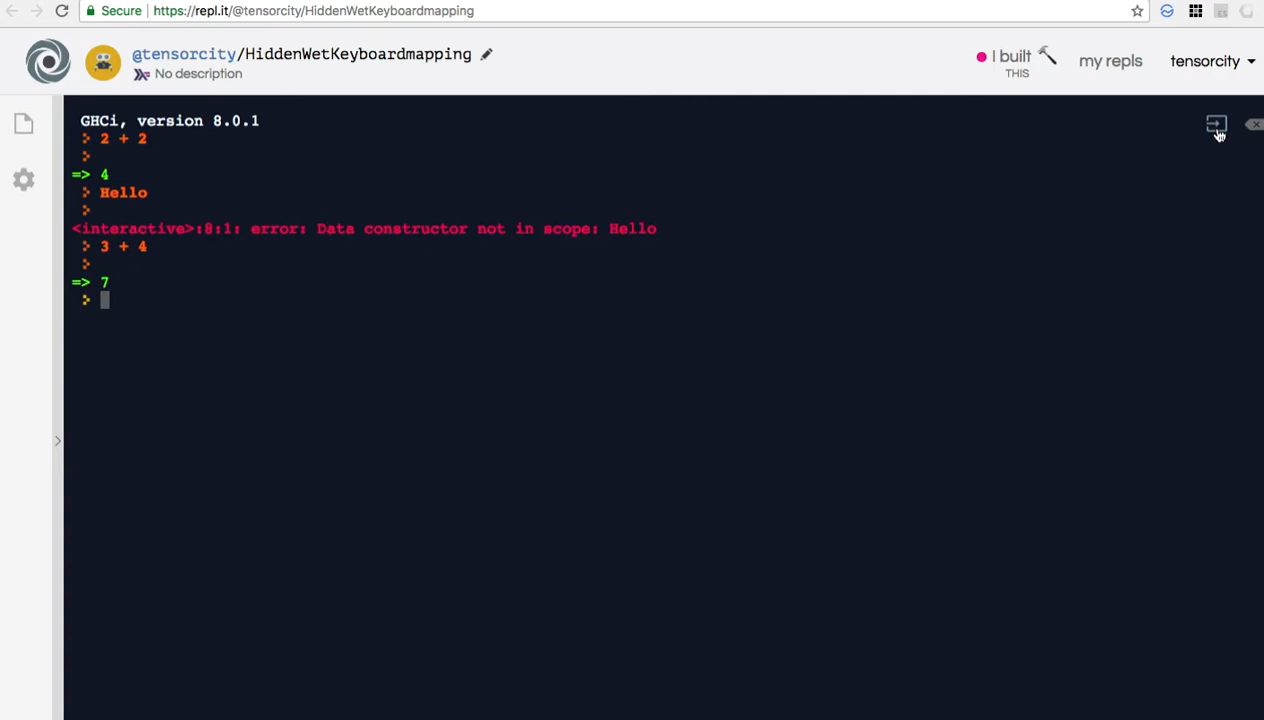 Secure https://repl.it/@tensorcity/HiddenWetKeyboardmapping
@tensorcity/HiddenWetKeyboardmapping
No description
I built
THIS
my repls
tensorcity
GHCi, version 8.0.1
2 + 2
=> 4
Hello
<interactive>:8:1: error: Data constructor not in scope: Hello
3 + 4
=> 7